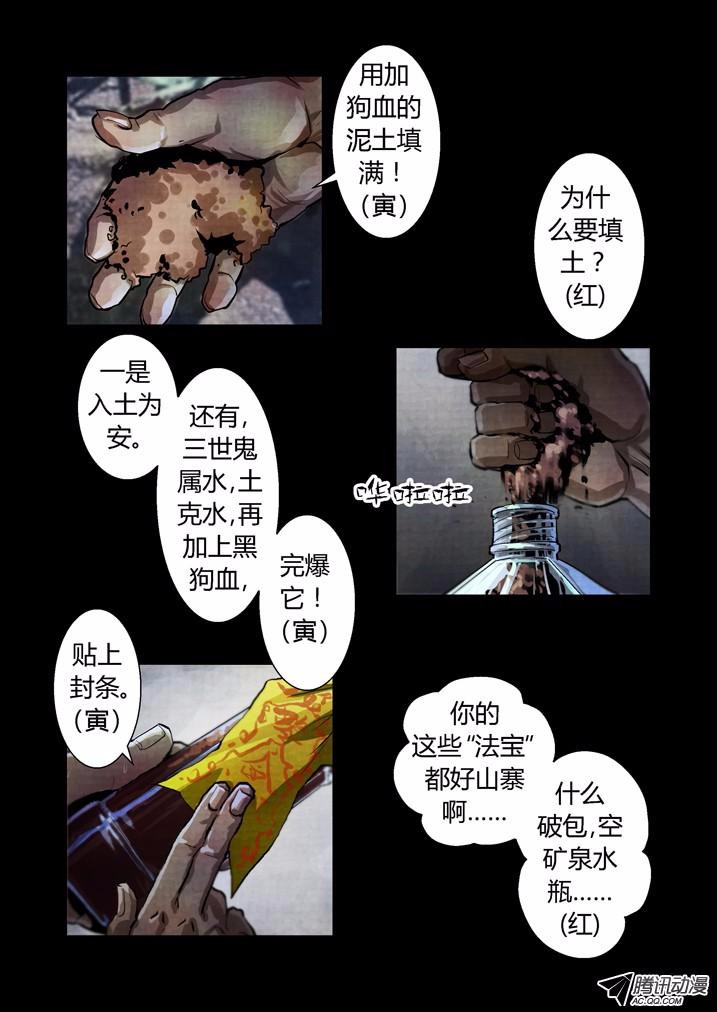 用加
狗血的
泥土填
满！
（寅）
为什
么要填
土？
(红)
一是
入土为
安。
还有，
三世鬼
属水，土
克水，再
加上黑
狗血，
完爆
它！
（寅）
哗啦啦
贴上
封条。
（寅）
你的
这些“法宝”
都好山寨
啊……
什么
破包，空
矿泉水
瓶……
(红)
腾讯动漫
AC.QQ.COM